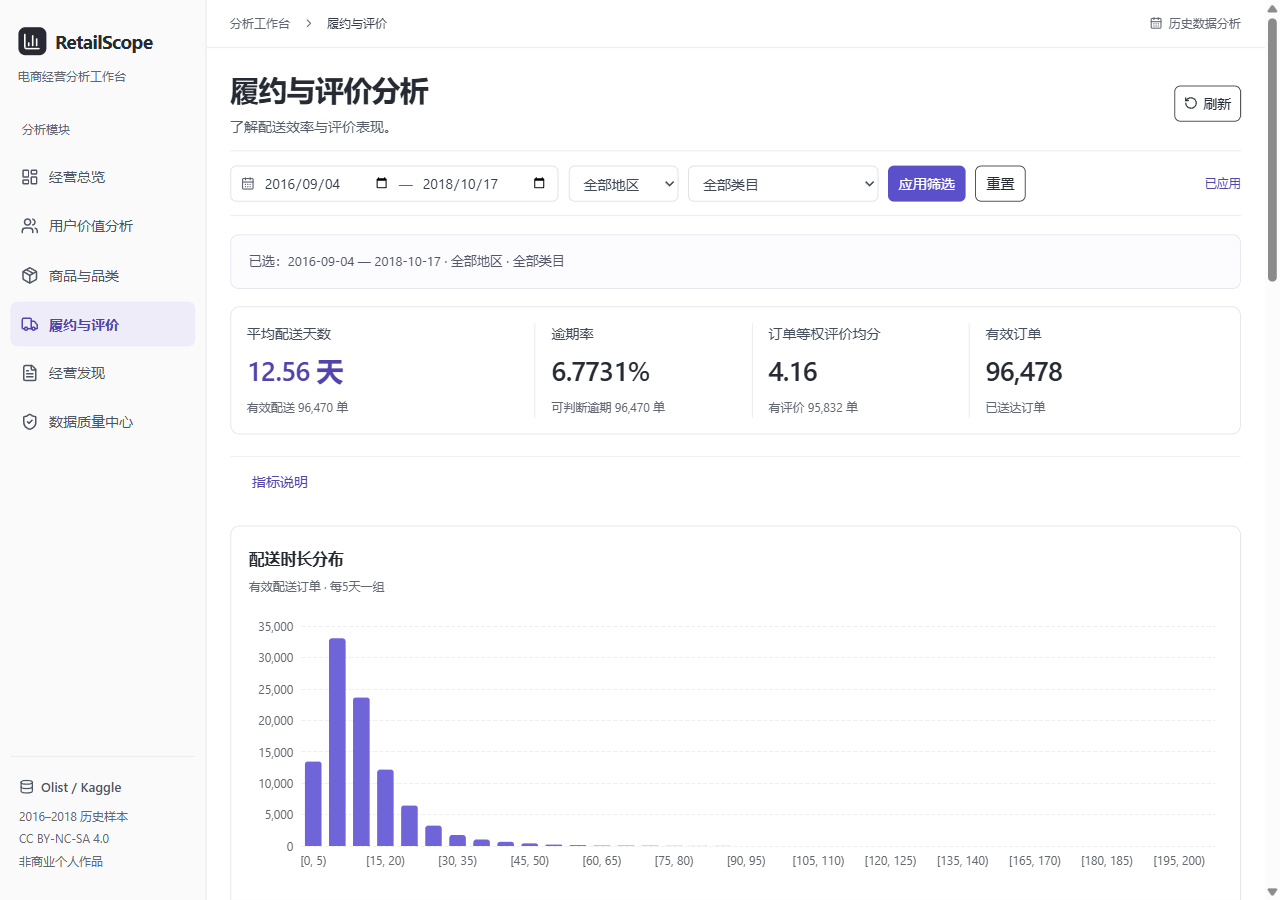 RetailScope
电商经营分析工作台
分析模块
经营总览
用户价值分析
商品与品类
履约与评价
经营发现
数据质量中心
Olist / Kaggle
2016–2018 历史样本
CC BY-NC-SA 4.0
非商业个人作品
分析工作台 > 履约与评价
历史数据分析
履约与评价分析
了解配送效率与评价表现。
刷新
2016/09/04 — 2018/10/17 全部地区 全部类目 应用筛选 重置 已应用
已选：2016-09-04 — 2018-10-17 · 全部地区 · 全部类目
平均配送天数
12.56 天
有效配送 96,470 单
逾期率
6.7731%
可判断逾期 96,470 单
订单等权评价均分
4.16
有评价 95,832 单
有效订单
96,478
已送达订单
指标说明
配送时长分布
有效配送订单 · 每5天一组
35,000
30,000
25,000
20,000
15,000
10,000
5,000
0
[0, 5) [15, 20) [30, 35) [45, 50) [60, 65) [75, 80) [90, 95) [105, 110) [120, 125) [135, 140) [165, 170) [180, 185) [195, 200)